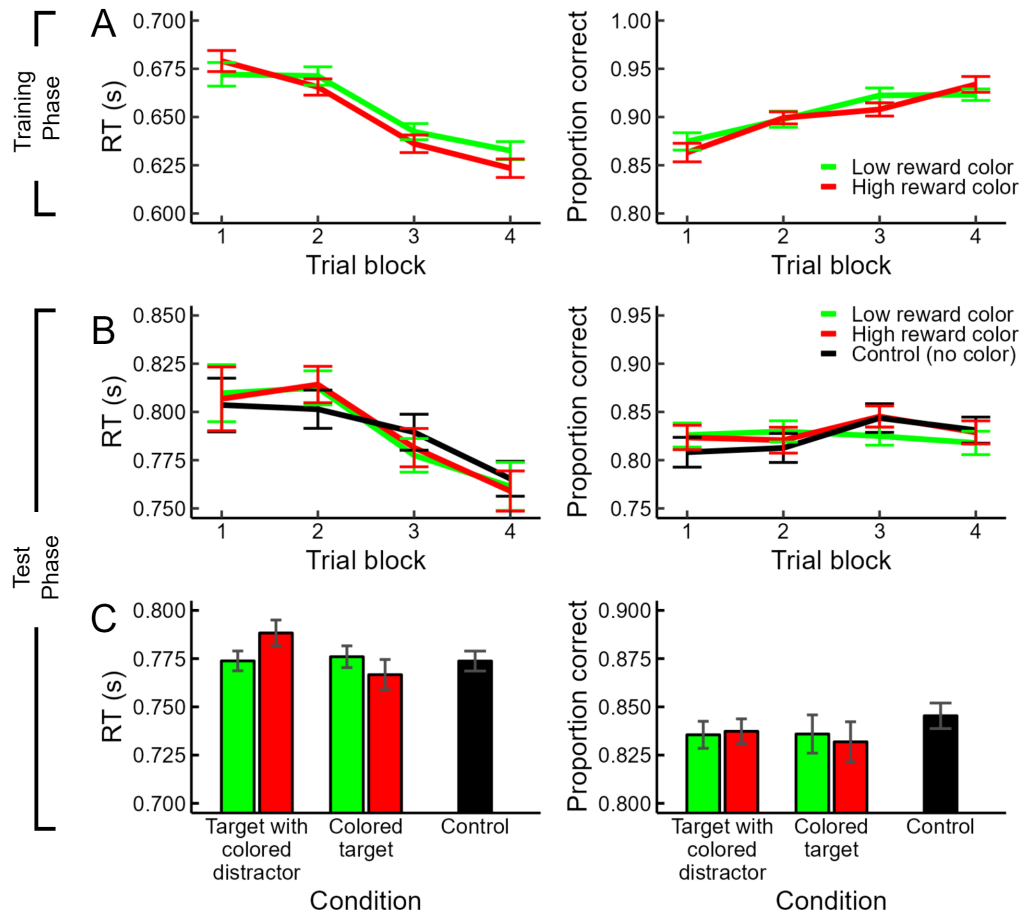 Training
Phase
A
RT (s)
0.700
0.675
0.650
0.625
0.600
1 2 3 4
Trial block
Proportion correct
1.00
0.95
0.90
0.85
0.80
Low reward color
High reward color
1 2 3 4
Trial block
Test
Phase
B
RT (s)
0.850
0.825
0.800
0.775
0.750
1 2 3 4
Trial block
Proportion correct
0.95
0.90
0.85
0.80
0.75
Low reward color
High reward color
Control (no color)
1 2 3 4
Trial block
C
RT (s)
0.800
0.775
0.750
0.725
0.700
Target with
colored
distractor
Colored
target
Control
Condition
Proportion correct
0.900
0.875
0.850
0.825
0.800
Target with
colored
distractor
Colored
target
Control
Condition